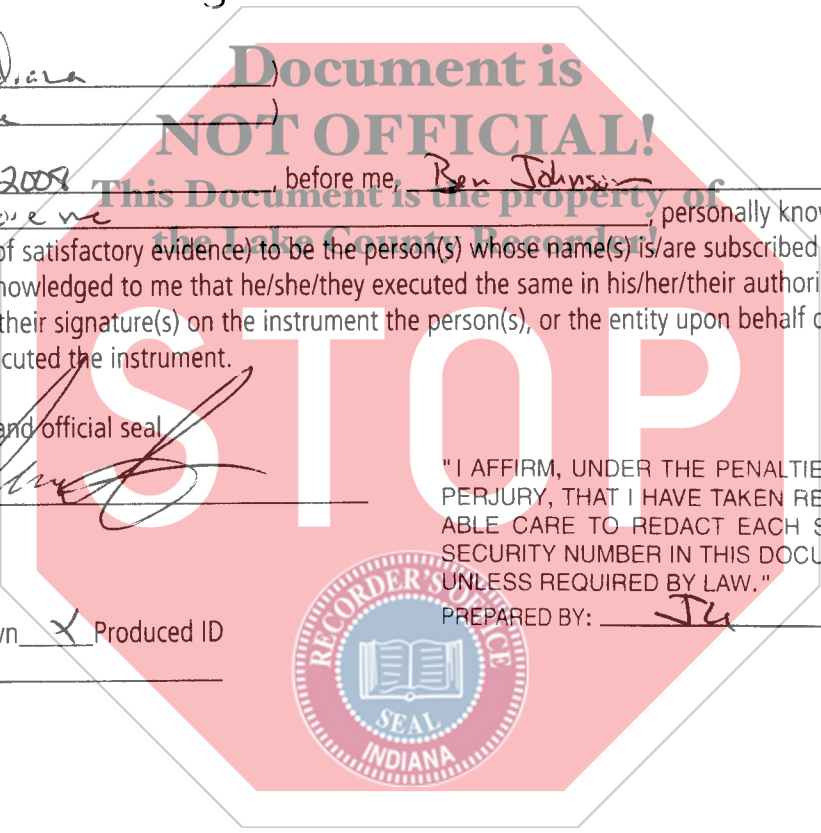 Document is
NOT OFFICIAL!
2008 , before me, Ben Johnson
This Document is the property of
, personally know
of satisfactory evidence) to be the person(s) whose name(s) is/are subscribed
the Lake County Recorder!
nowledged to me that he/she/they executed the same in his/her/their authori
their signature(s) on the instrument the person(s), or the entity upon behalf o
cuted the instrument.
STOP
and official seal
"I AFFIRM, UNDER THE PENALTIE
PERJURY, THAT I HAVE TAKEN RE
ABLE CARE TO REDACT EACH S
SECURITY NUMBER IN THIS DOCU
UNLESS REQUIRED BY LAW."
PREPARED BY:
wn X Produced ID
RECORDER'S OFFICE
SEAL
INDIANA